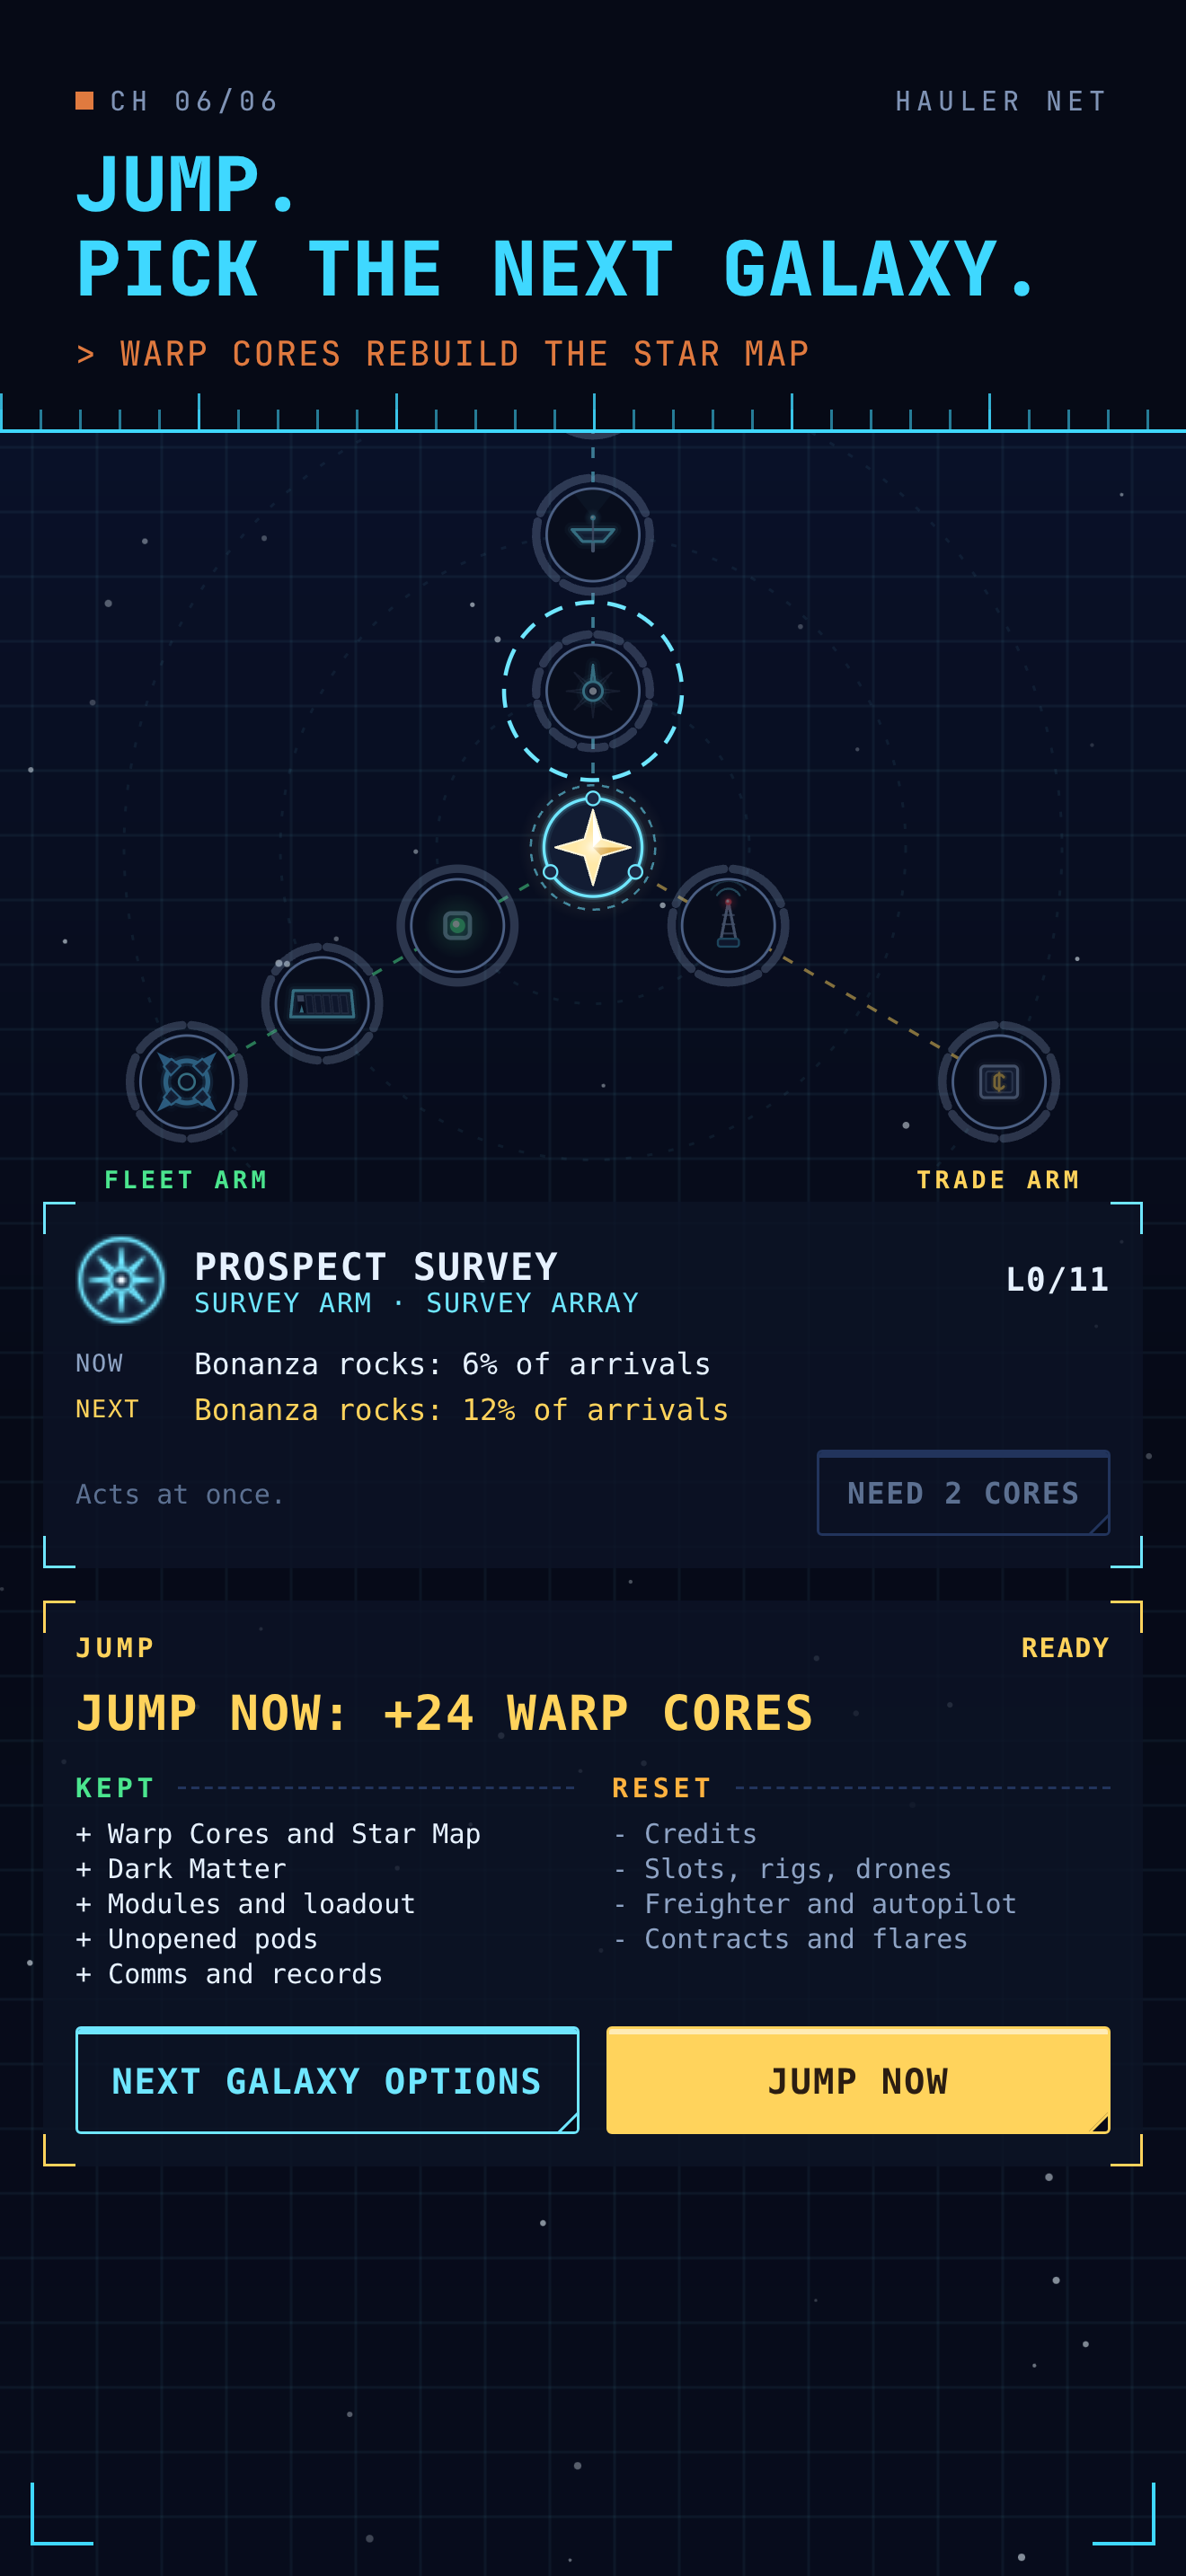 CH 06/06
HAULER NET
JUMP.
PICK THE NEXT GALAXY.
> WARP CORES REBUILD THE STAR MAP
₵
FLEET ARM
TRADE ARM
PROSPECT SURVEY
SURVEY ARM · SURVEY ARRAY
L0/11
NOW Bonanza rocks: 6% of arrivals
NEXT Bonanza rocks: 12% of arrivals
Acts at once.
NEED 2 CORES
JUMP
READY
JUMP NOW: +24 WARP CORES
KEPT
+ Warp Cores and Star Map
+ Dark Matter
+ Modules and loadout
+ Unopened pods
+ Comms and records
RESET
- Credits
- Slots, rigs, drones
- Freighter and autopilot
- Contracts and flares
NEXT GALAXY OPTIONS
JUMP NOW